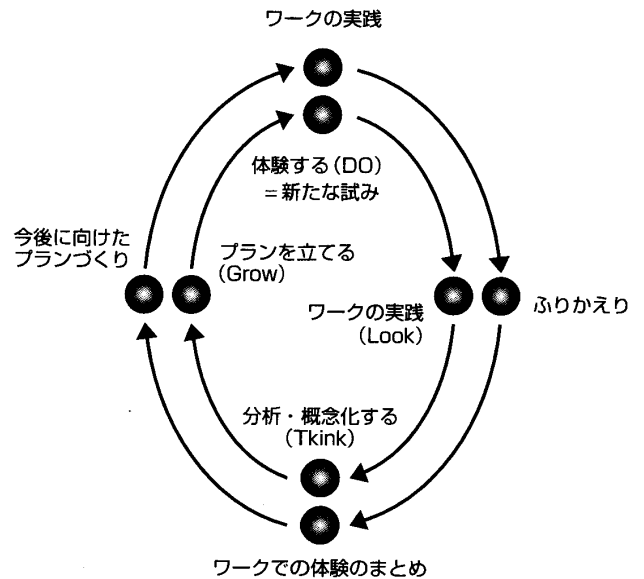 ワークの実践
体験する(DO)
=新たな試み
今後に向けた
プランづくり
プランを立てる
(Grow)
ワークの実践
(Look)
ふりかえり
分析・概念化する
(Tkink)
ワークでの体験のまとめ